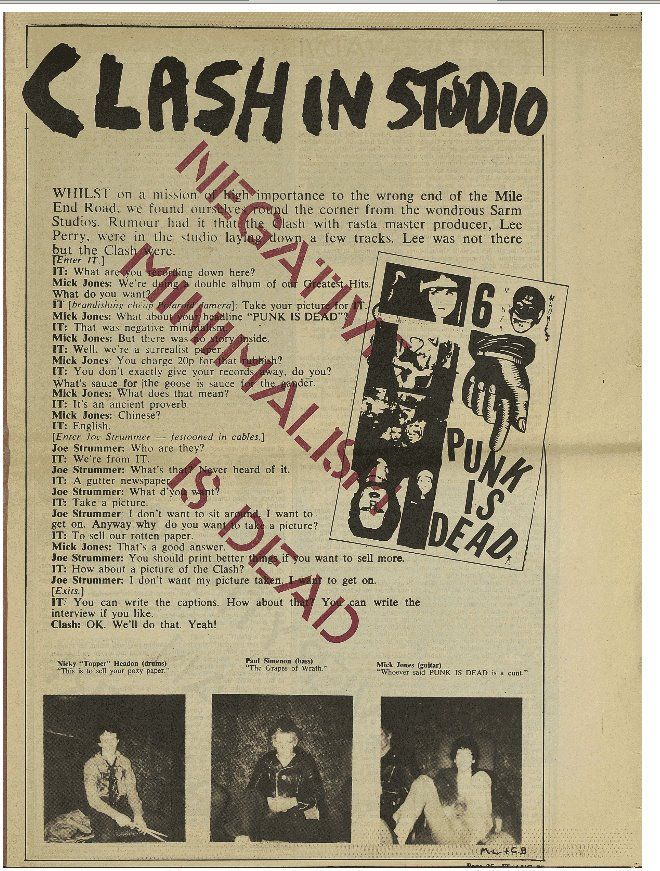 CLASH IN STUDIO
NEGATIVE
MINIMALISM
IS DEAD
WHILST on a mission of high importance to the wrong end of the Mile
End Road, we found ourselves round the corner from the wondrous Sarm
Studios. Rumour had it that the Clash with rasta master producer, Lee
Perry, were in the studio laying down a few tracks. Lee was not there
but the Clash were.
[Enter IT.]
IT: What are you recording down here?
Mick Jones: We're doing a double album of our Greatest Hits.
What do you want?
IT [brandishing cheap Polaroid camera]: Take your picture for IT.
Mick Jones: What about your headline “PUNK IS DEAD”?
IT: That was negative minimalism.
Mick Jones: But there was no story inside.
IT: Well, we're a surrealist paper.
Mick Jones: You charge 20p for that rubbish?
IT: You don't exactly give your records away, do you?
What's sauce for the goose is sauce for the gander.
Mick Jones: What does that mean?
IT: It's an ancient proverb
Mick Jones: Chinese?
IT: English.
[Enter Joe Strummer — festooned in cables.]
Joe Strummer: Who are they?
IT: We're from IT.
Joe Strummer: What's that? Never heard of it.
IT: A gutter newspaper.
Joe Strummer: What d'you want?
IT: Take a picture.
Joe Strummer: I don't want to sit around, I want to
get on. Anyway why do you want to take a picture?
IT: To sell our rotten paper.
Mick Jones: That's a good answer.
Joe Strummer: You should print better things if you want to sell more.
IT: How about a picture of the Clash?
Joe Strummer: I don't want my picture taken, I want to get on.
[Exits.]
IT: You can write the captions. How about that? You can write the
interview if you like.
Clash: OK. We'll do that. Yeah!
6
PUNK
IS
DEAD
Nicky “Topper” Headon (drums)
“This is to sell your poxy paper.”
Paul Simenon (bass)
“The Grapes of Wrath.”
Mick Jones (guitar)
“Whoever said PUNK IS DEAD is a cunt.”